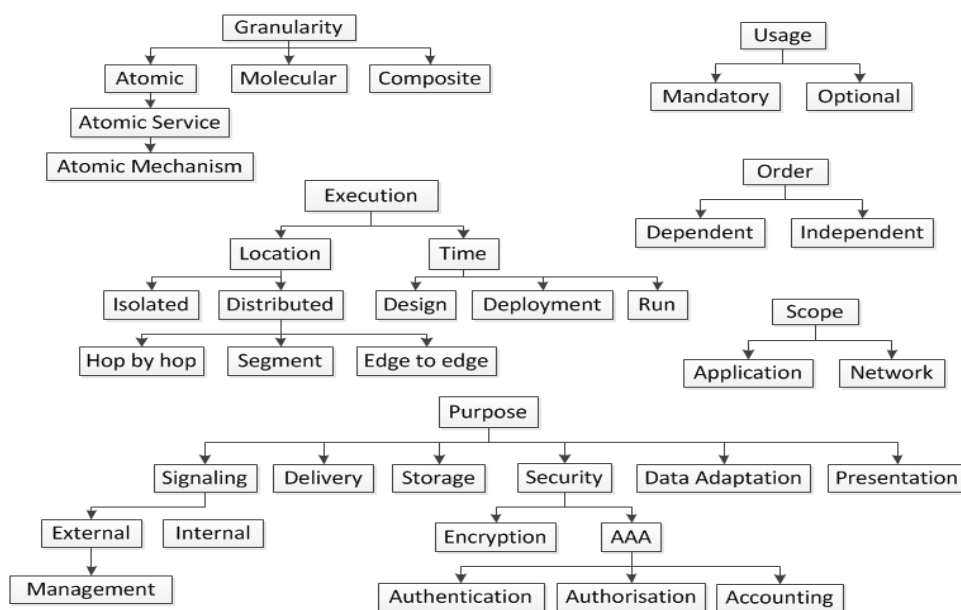 Granularity
Atomic
Molecular
Composite
Atomic Service
Atomic Mechanism
Usage
Mandatory
Optional
Order
Dependent
Independent
Execution
Location
Time
Isolated
Distributed
Design
Deployment
Run
Hop by hop
Segment
Edge to edge
Scope
Application
Network
Purpose
Signaling
Delivery
Storage
Security
Data Adaptation
Presentation
External
Internal
Encryption
AAA
Management
Authentication
Authorisation
Accounting